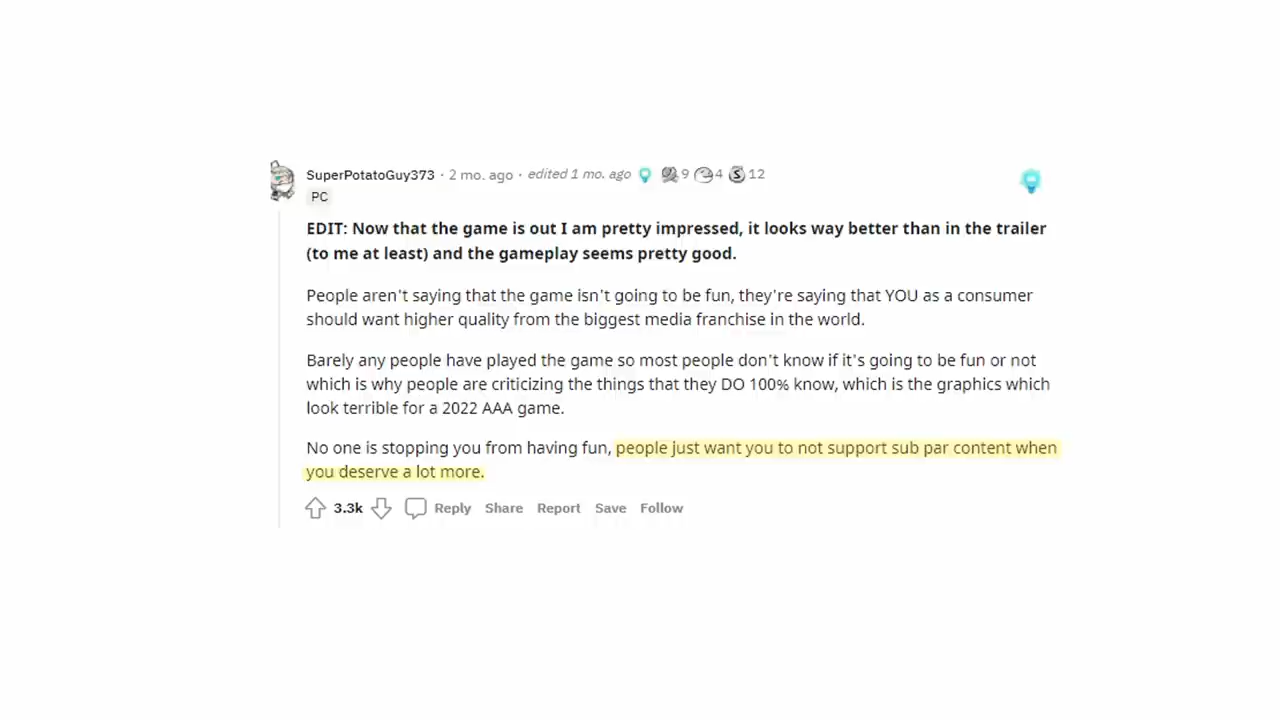 SuperPotatoGuy373 · 2 mo. ago · edited 1 mo. ago 9 4 S 12
PC
EDIT: Now that the game is out I am pretty impressed, it looks way better than in the trailer
(to me at least) and the gameplay seems pretty good.
People aren't saying that the game isn't going to be fun, they're saying that YOU as a consumer
should want higher quality from the biggest media franchise in the world.
Barely any people have played the game so most people don't know if it's going to be fun or not
which is why people are criticizing the things that they DO 100% know, which is the graphics which
look terrible for a 2022 AAA game.
No one is stopping you from having fun, people just want you to not support sub par content when
you deserve a lot more.
3.3k Reply Share Report Save Follow